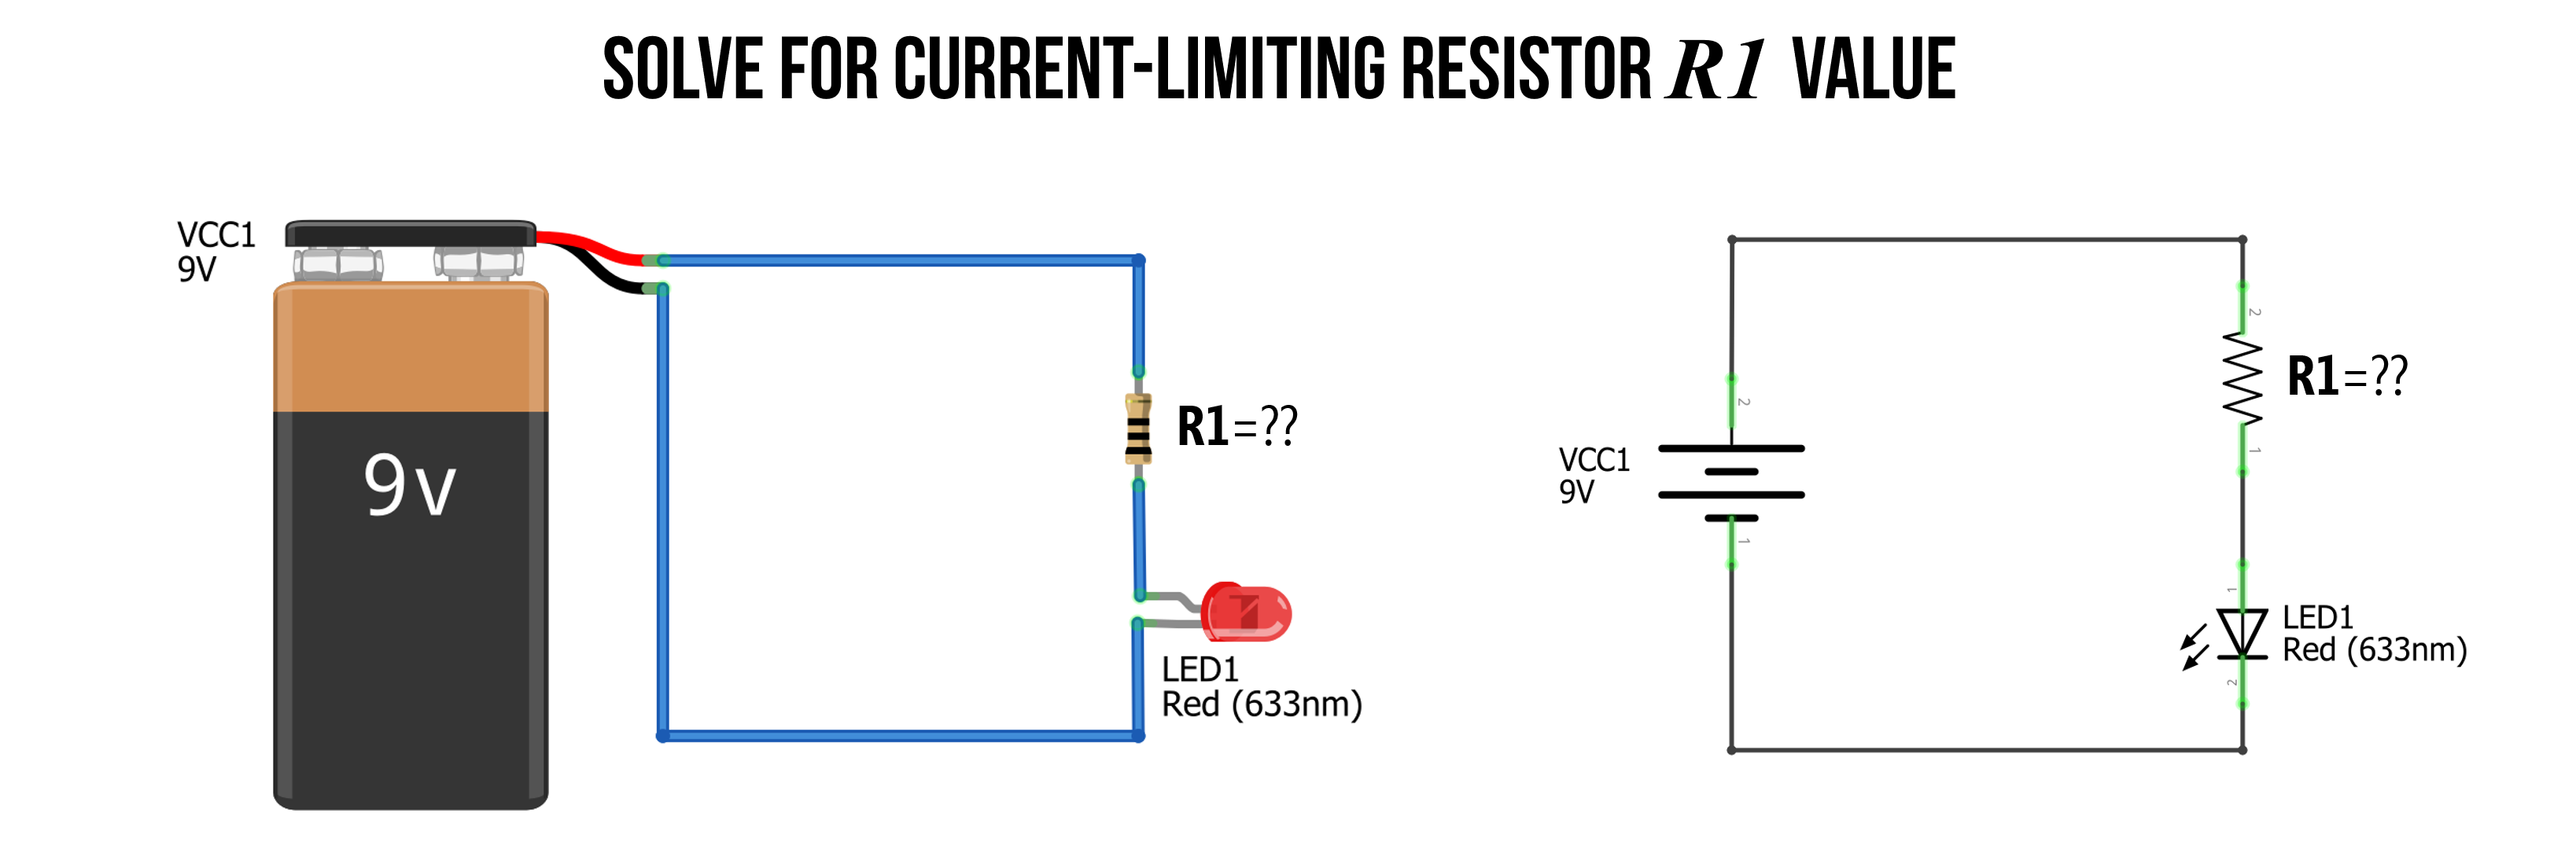 SOLVE FOR CURRENT-LIMITING RESISTOR R1 VALUE
VCC1
9V
9v
R1=??
LED1
Red (633nm)
VCC1
9V
2
1
2
1
R1=??
1
2
LED1
Red (633nm)